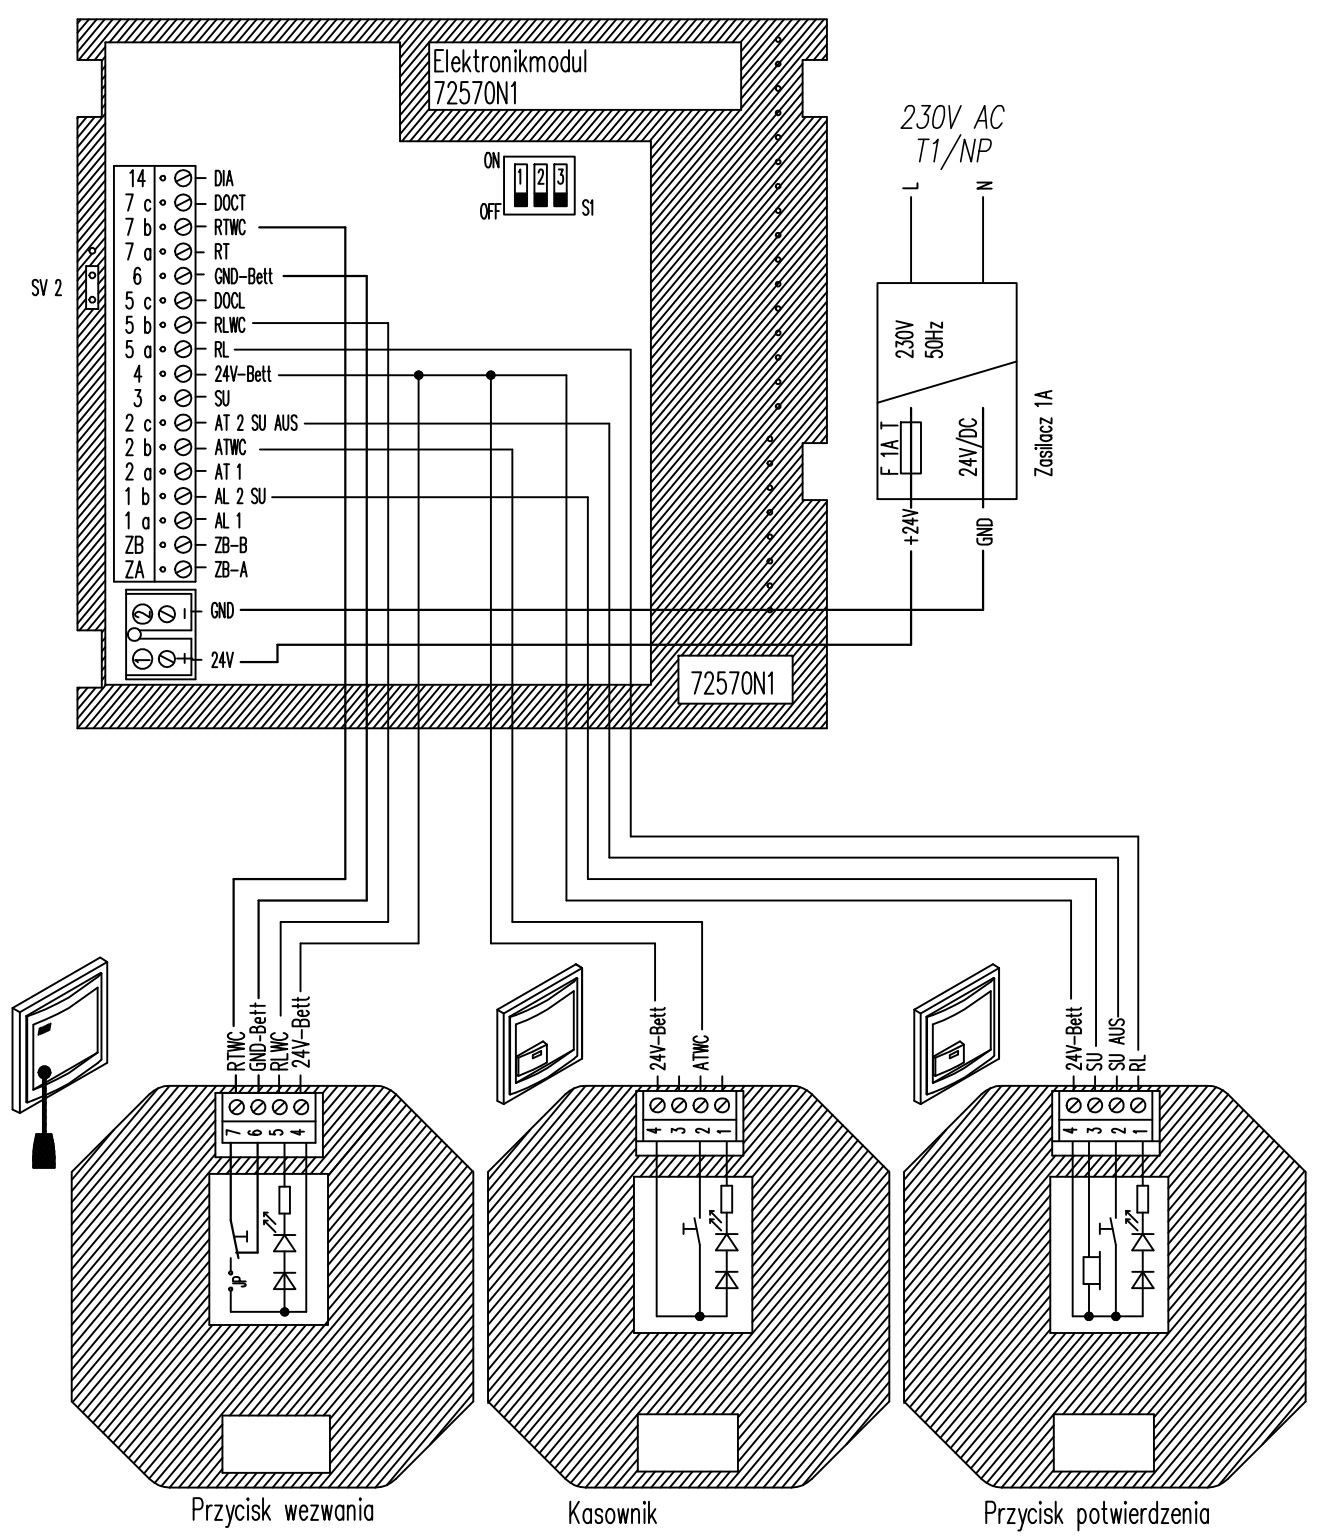 Elektronikmodul
72570N1
230V AC
T1/NP
L
N
ON
1 2 3
OFF
S1
14 DIA
7 c DOCT
7 b RTWC
7 a RT
6 GND-Bett
5 c DOCL
5 b RLWC
5 a RL
4 24V-Bett
3 SU
2 c AT 2 SU AUS
2 b ATWC
2 a AT 1
1 b AL 2 SU
1 a AL 1
ZB ZB-B
ZA ZB-A
2 - GND
1 + 24V
SV 2
230V
50Hz
F 1A T
24V/DC
Zasilacz 1A
+24V
GND
72570N1
RTWC
GND-Bett
RLWC
24V-Bett
7 6 5 4
JP
24V-Bett
ATWC
4 3 2 1
24V-Bett
SU
SU AUS
RL
4 3 2 1
Przycisk wezwania
Kasownik
Przycisk potwierdzenia